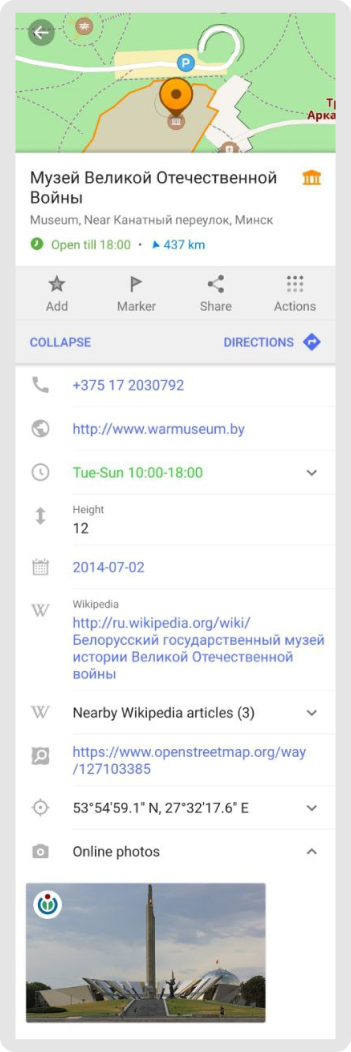 P
Тр
Арка
Музей Великой Отечественной
Войны
Museum, Near Канатный переулок, Минск
Open till 18:00 • 437 km
Add Marker Share Actions
COLLAPSE DIRECTIONS
+375 17 2030792
http://www.warmuseum.by
Tue-Sun 10:00-18:00
Height
12
2014-07-02
Wikipedia
W http://ru.wikipedia.org/wiki/
Белорусский государственный музей
истории Великой Отечественной
войны
W Nearby Wikipedia articles (3)
https://www.openstreetmap.org/way
/127103385
53°54'59.1" N, 27°32'17.6" E
Online photos